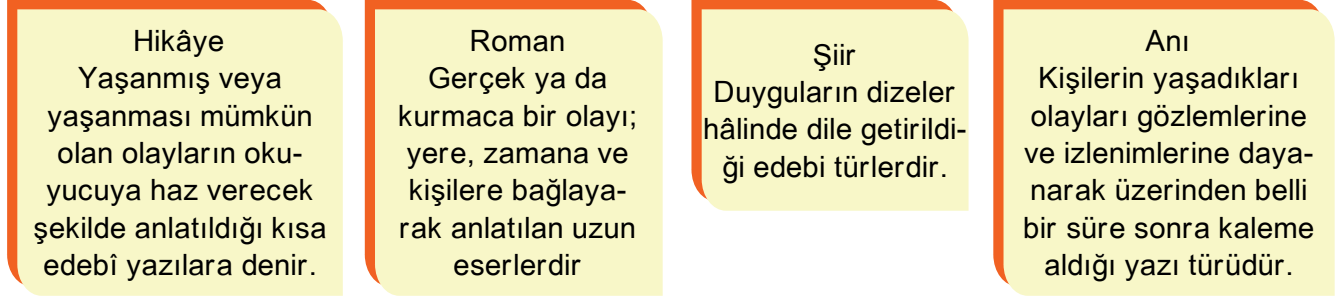 Hikâye
Yaşanmış veya
yaşanması mümkün
olan olayların oku-
yucuya haz verecek
şekilde anlatıldığı kısa
edebî yazılara denir.
Roman
Gerçek ya da
kurmaca bir olayı;
yere, zamana ve
kişilere bağlaya-
rak anlatılan uzun
eserlerdir
Şiir
Duyguların dizeler
hâlinde dile getirildi-
ği edebi türlerdir.
Anı
Kişilerin yaşadıkları
olayları gözlemlerine
ve izlenimlerine daya-
narak üzerinden belli
bir süre sonra kaleme
aldığı yazı türüdür.